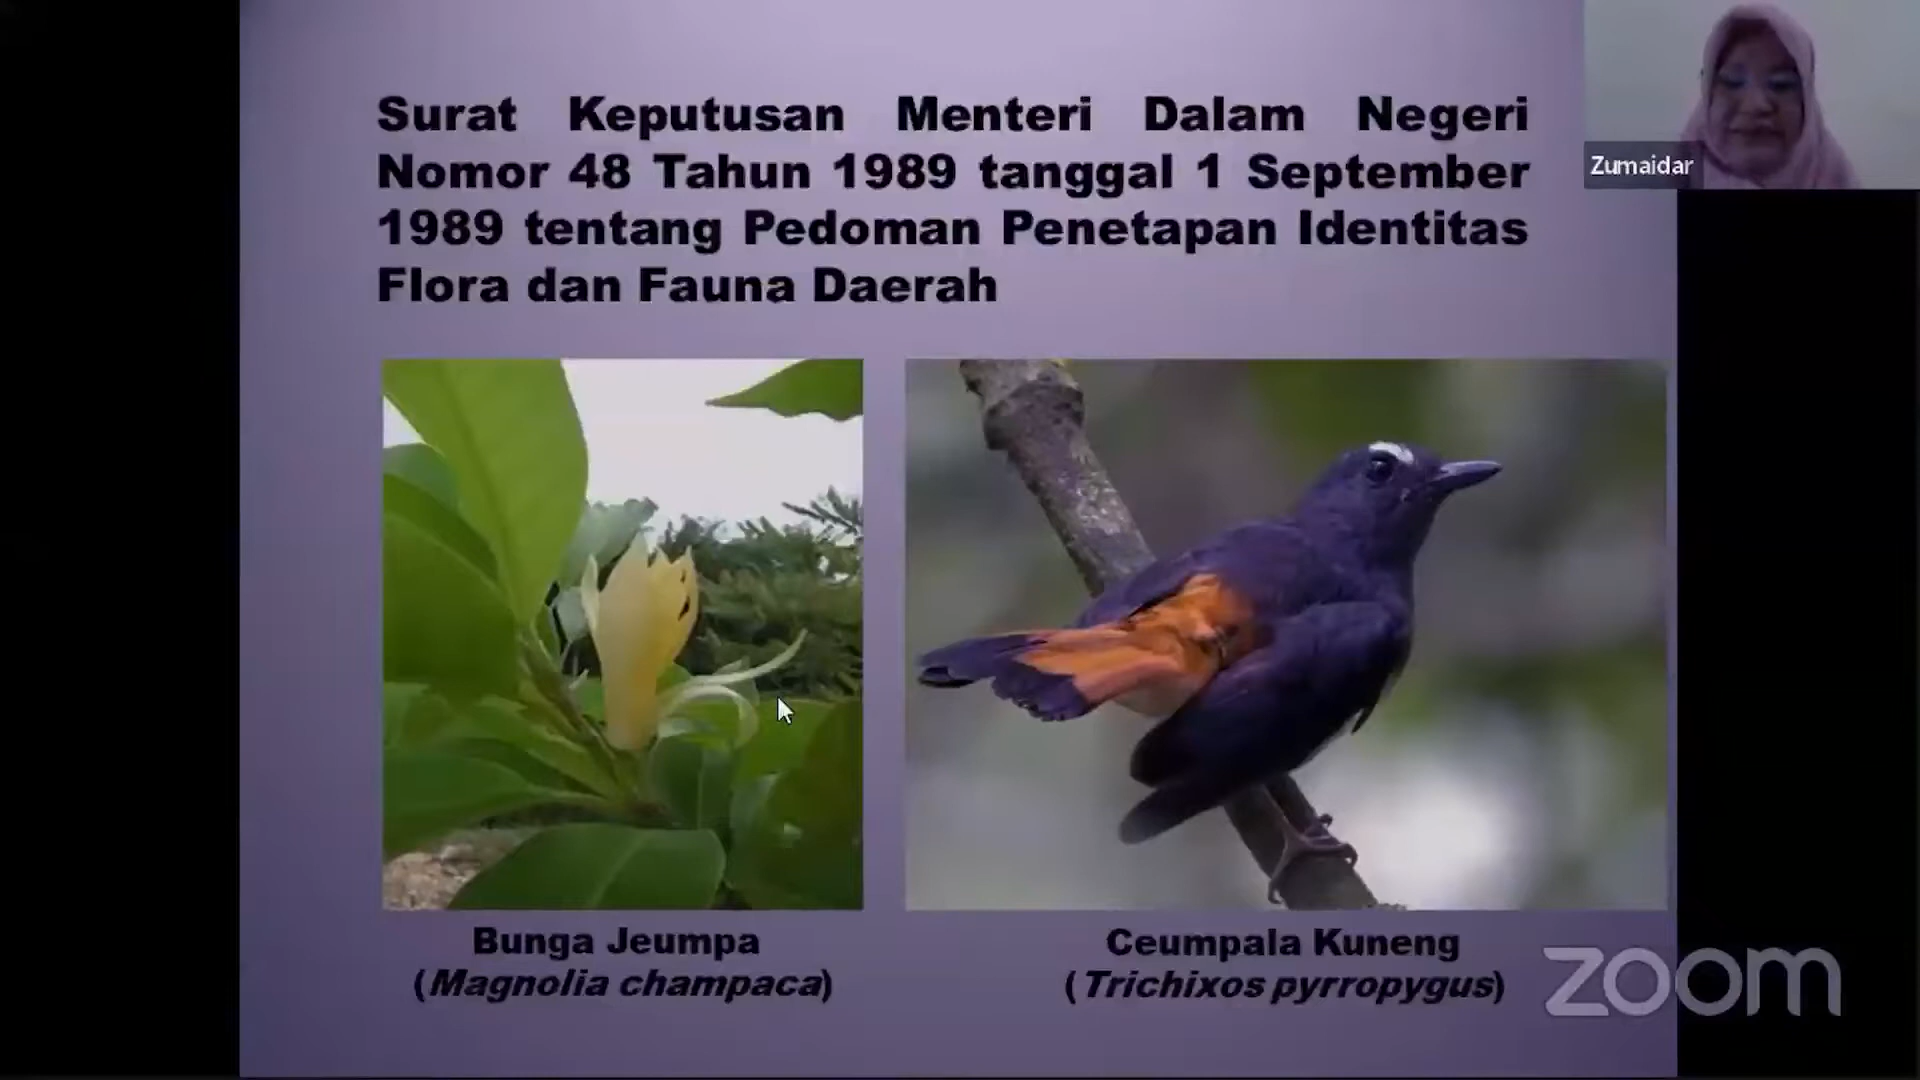 Surat Keputusan Menteri Dalam Negeri
Nomor 48 Tahun 1989 tanggal 1 September
1989 tentang Pedoman Penetapan Identitas
Flora dan Fauna Daerah
Zumaidar
Bunga Jeumpa
(Magnolia champaca)
Ceumpala Kuneng
(Trichixos pyrropygus)
zoom